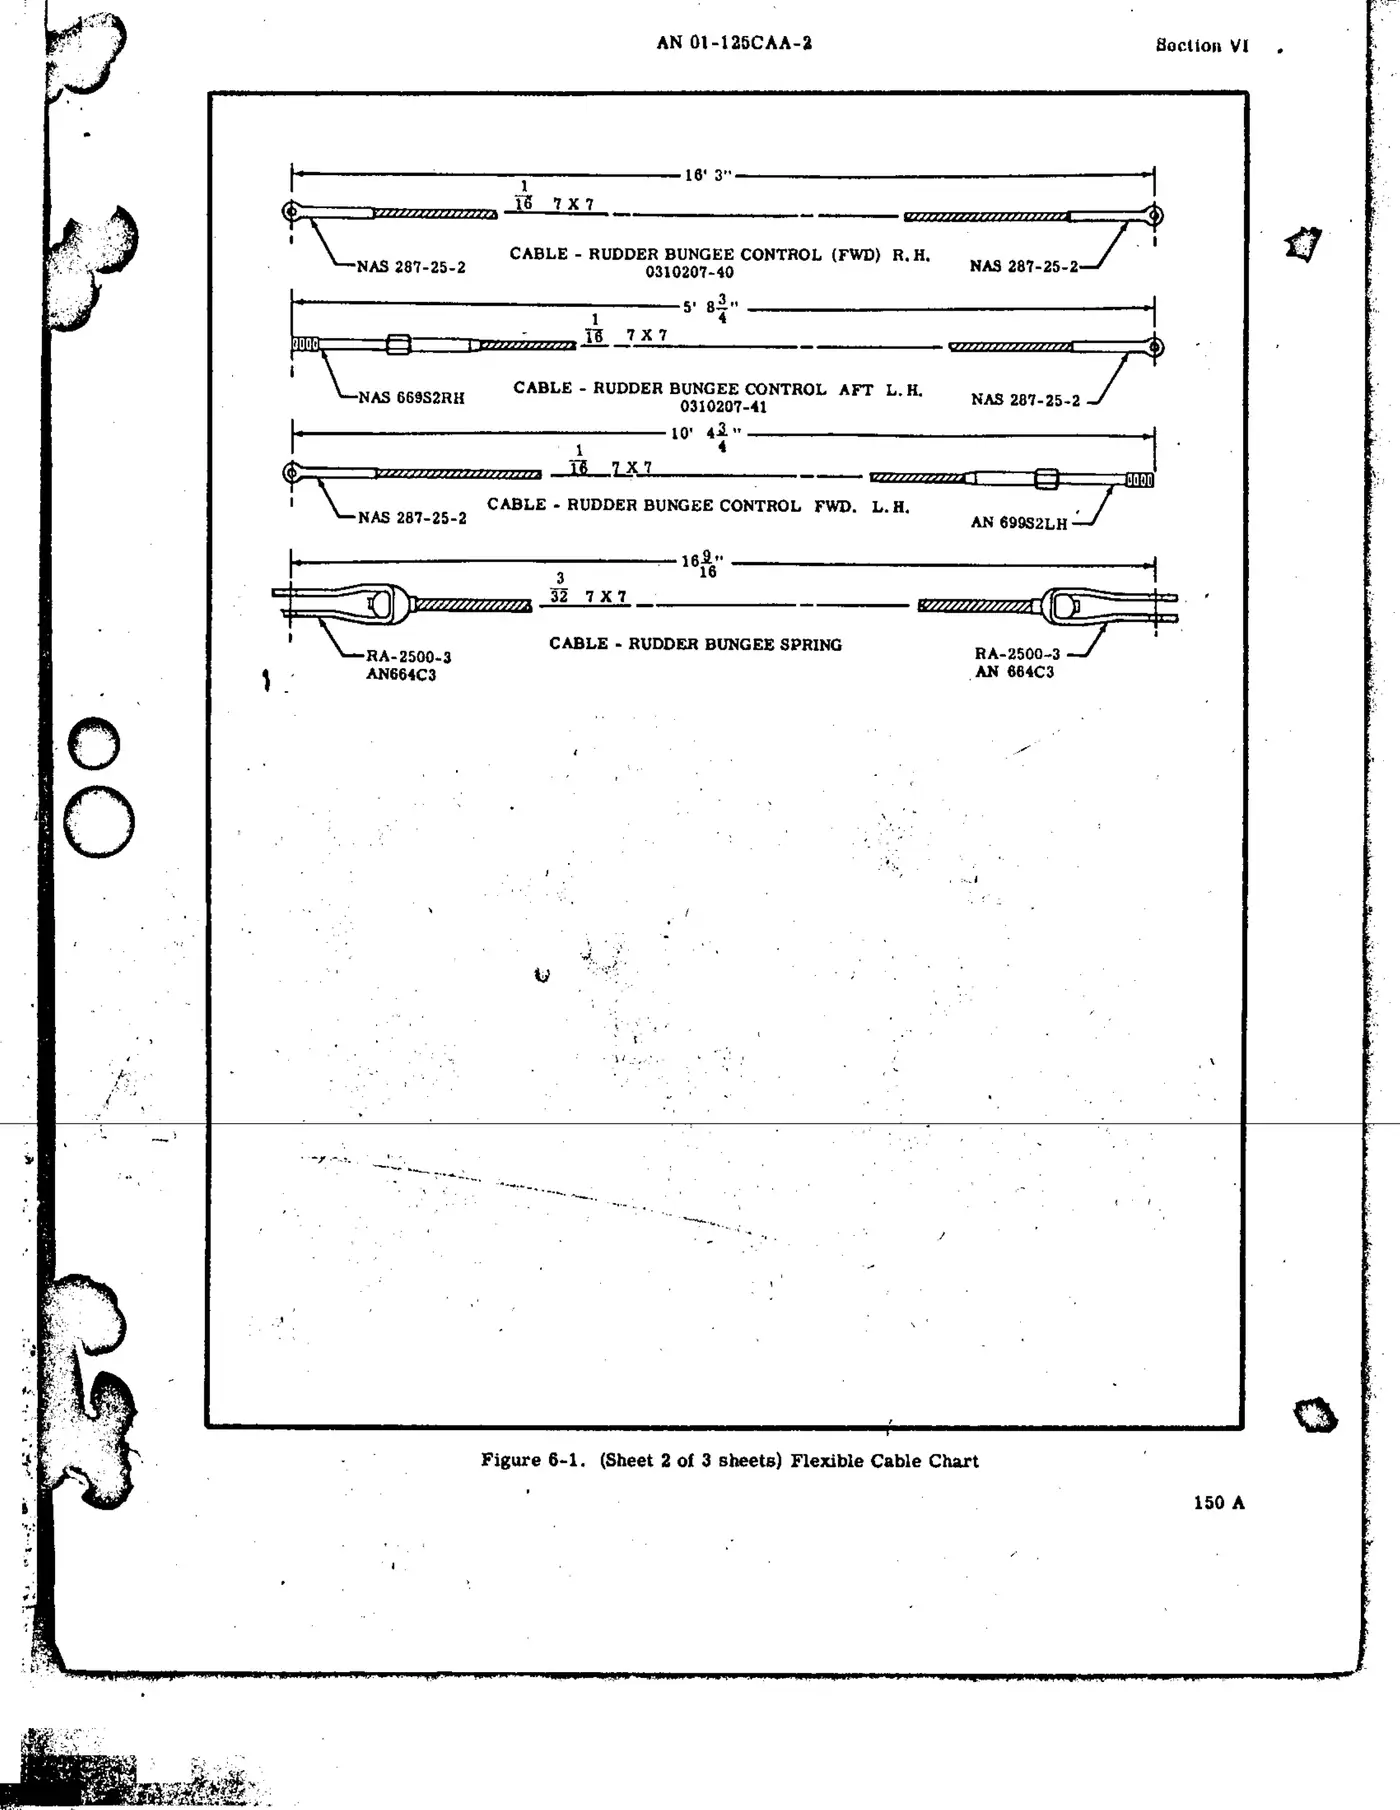 AN 01-125CAA-2
Section VI
16' 3"
1/16 7 X 7
CABLE - RUDDER BUNGEE CONTROL (FWD) R.H.
0310207-40
NAS 287-25-2
NAS 287-25-2
5' 8 3/4"
1/16 7 X 7
CABLE - RUDDER BUNGEE CONTROL AFT L.H.
0310207-41
NAS 669S2RH
NAS 287-25-2
10' 4 3/4"
1/16 7 X 7
CABLE - RUDDER BUNGEE CONTROL FWD. L.H.
NAS 287-25-2
AN 699S2LH
16 9/16"
3/32 7 X 7
CABLE - RUDDER BUNGEE SPRING
RA-2500-3
AN664C3
RA-2500-3
AN 664C3
Figure 6-1. (Sheet 2 of 3 sheets) Flexible Cable Chart
150 A